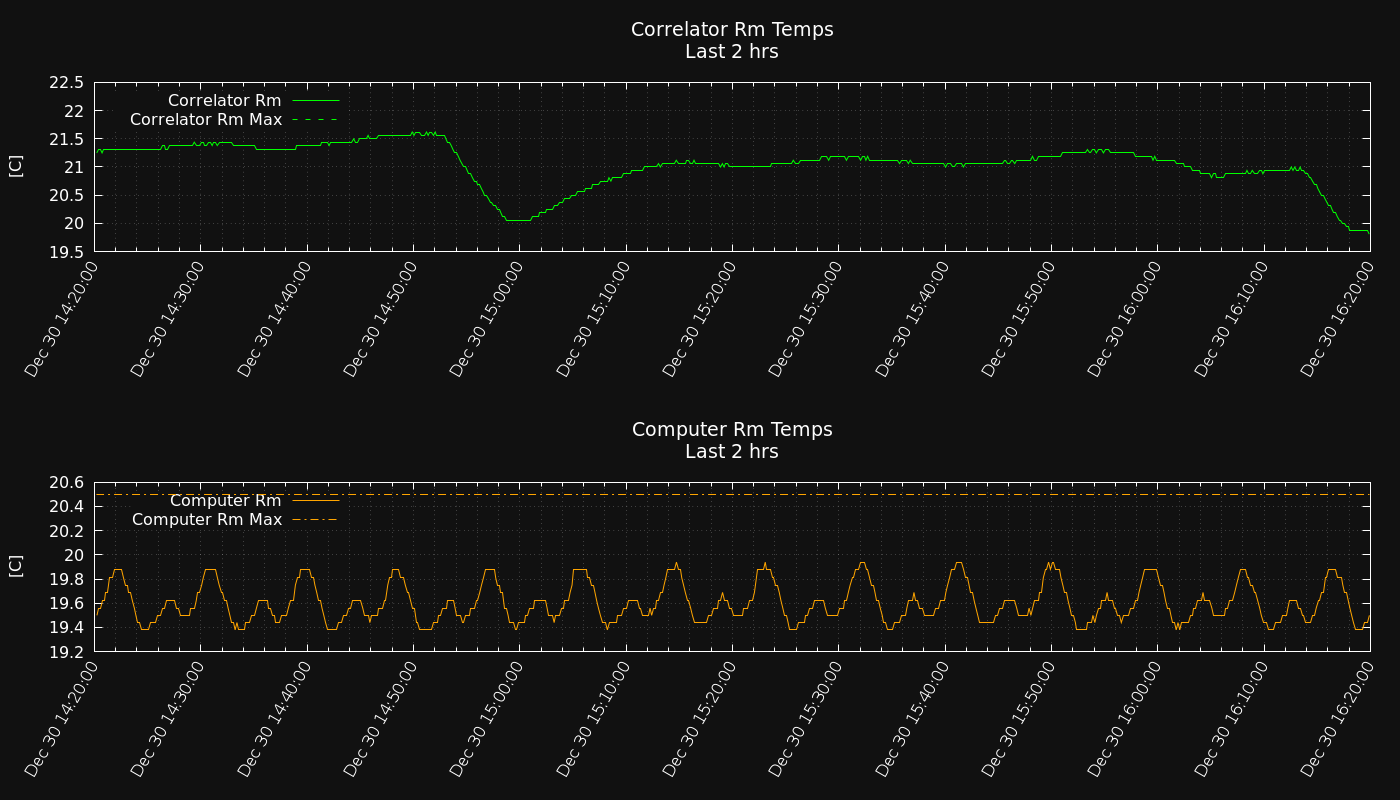 Correlator Rm Temps
Last 2 hrs
Correlator Rm
Correlator Rm Max
[C]
22.5
22
21.5
21
20.5
20
19.5
Dec 30 14:20:00
Dec 30 14:30:00
Dec 30 14:40:00
Dec 30 14:50:00
Dec 30 15:00:00
Dec 30 15:10:00
Dec 30 15:20:00
Dec 30 15:30:00
Dec 30 15:40:00
Dec 30 15:50:00
Dec 30 16:00:00
Dec 30 16:10:00
Dec 30 16:20:00
Computer Rm Temps
Last 2 hrs
Computer Rm
Computer Rm Max
[C]
20.6
20.4
20.2
20
19.8
19.6
19.4
19.2
Dec 30 14:20:00
Dec 30 14:30:00
Dec 30 14:40:00
Dec 30 14:50:00
Dec 30 15:00:00
Dec 30 15:10:00
Dec 30 15:20:00
Dec 30 15:30:00
Dec 30 15:40:00
Dec 30 15:50:00
Dec 30 16:00:00
Dec 30 16:10:00
Dec 30 16:20:00